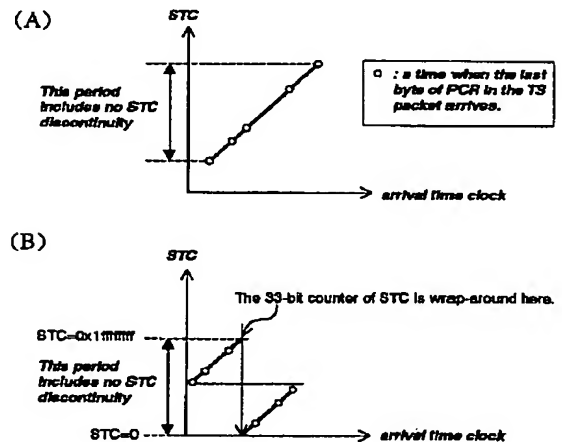 (A)
STC
This period
includes no STC
discontinuity
o : a time when the last
byte of PCR in the TS
packet arrives.
arrival time clock
(B)
STC
The 33-bit counter of STC is wrap-around here.
STC=0x1ffffffff
This period
includes no STC
discontinuity
STC=0
arrival time clock